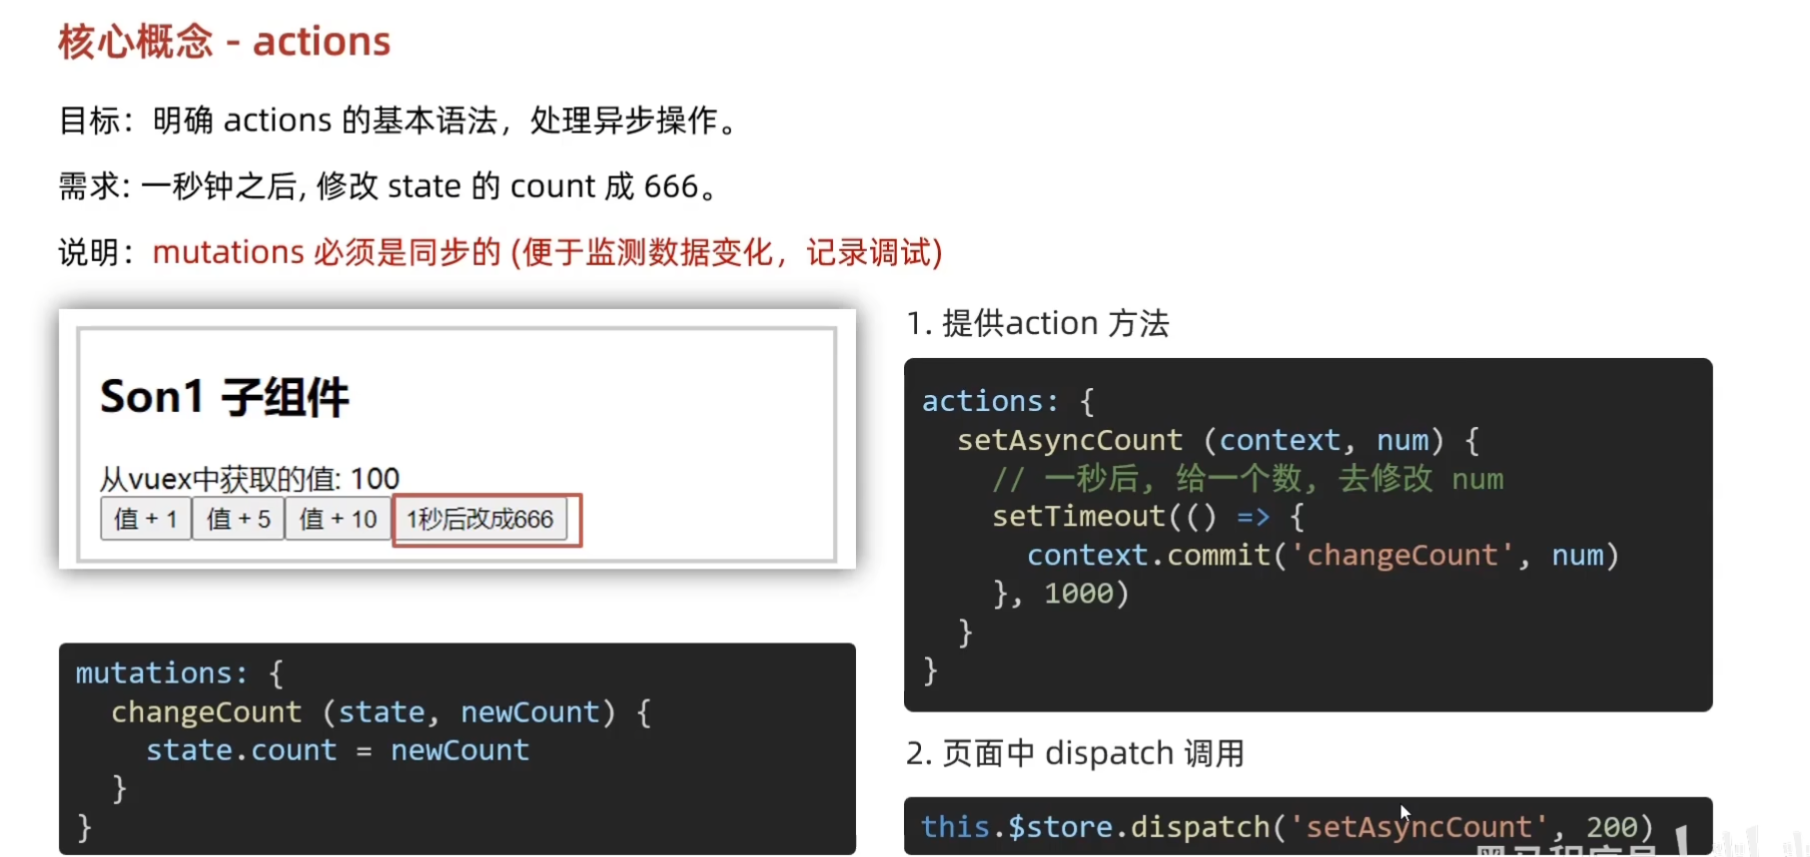 核心概念 - actions
目标：明确 actions 的基本语法，处理异步操作。
需求: 一秒钟之后, 修改 state 的 count 成 666。
说明：mutations 必须是同步的 (便于监测数据变化，记录调试)
Son1 子组件
从vuex中获取的值: 100
值 + 1 值 + 5 值 + 10 1秒后改成666
mutations: {
changeCount (state, newCount) {
state.count = newCount
}
}
1. 提供action 方法
actions: {
setAsyncCount (context, num) {
// 一秒后, 给一个数, 去修改 num
setTimeout(() => {
context.commit('changeCount', num)
}, 1000)
}
}
2. 页面中 dispatch 调用
this.$store.dispatch('setAsyncCount', 200)